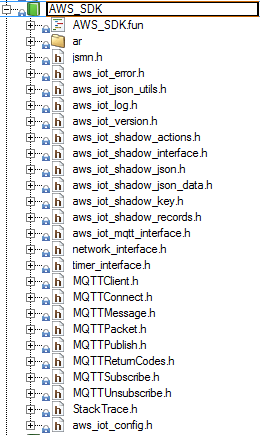 AWS_SDK
AWS_SDK.fun
ar
jsmn.h
aws_iot_error.h
aws_iot_json_utils.h
aws_iot_log.h
aws_iot_version.h
aws_iot_shadow_actions.h
aws_iot_shadow_interface.h
aws_iot_shadow_json.h
aws_iot_shadow_json_data.h
aws_iot_shadow_key.h
aws_iot_shadow_records.h
aws_iot_mqtt_interface.h
network_interface.h
timer_interface.h
MQTTClient.h
MQTTConnect.h
MQTTMessage.h
MQTTPacket.h
MQTTPublish.h
MQTTReturnCodes.h
MQTTSubscribe.h
MQTTUnsubscribe.h
StackTrace.h
aws_iot_config.h